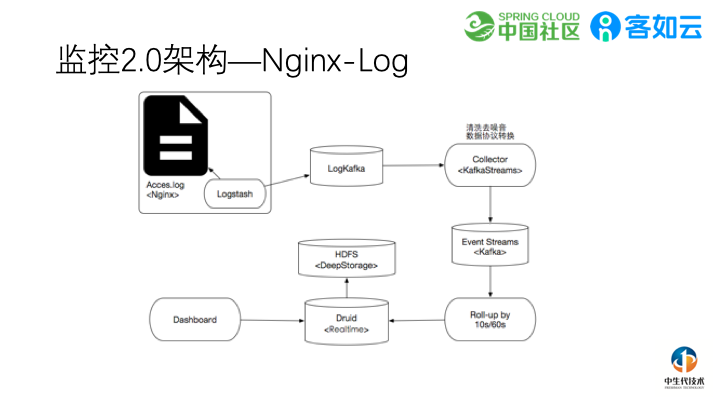 SPRING CLOUD
中国社区
客如云
监控2.0架构—Nginx-Log
清洗去噪音
数据协议转换
Acces.log
<Nginx>
Logstash
LogKafka
Collector
<KafkaStreams>
Event Streams
<Kafka>
HDFS
<DeepStorage>
Dashboard
Druid
<Realtime>
Roll-up by
10s/60s
中生代技术